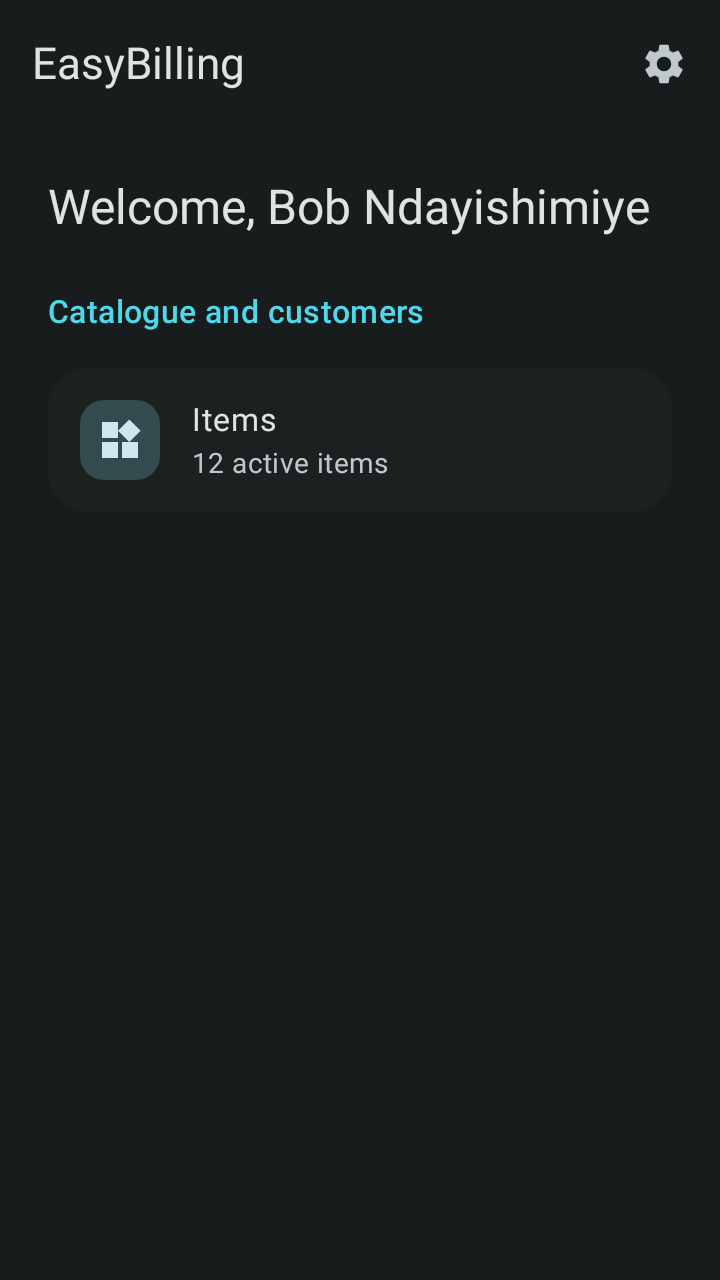 EasyBilling
Welcome, Bob Ndayishimiye
Catalogue and customers
Items
12 active items